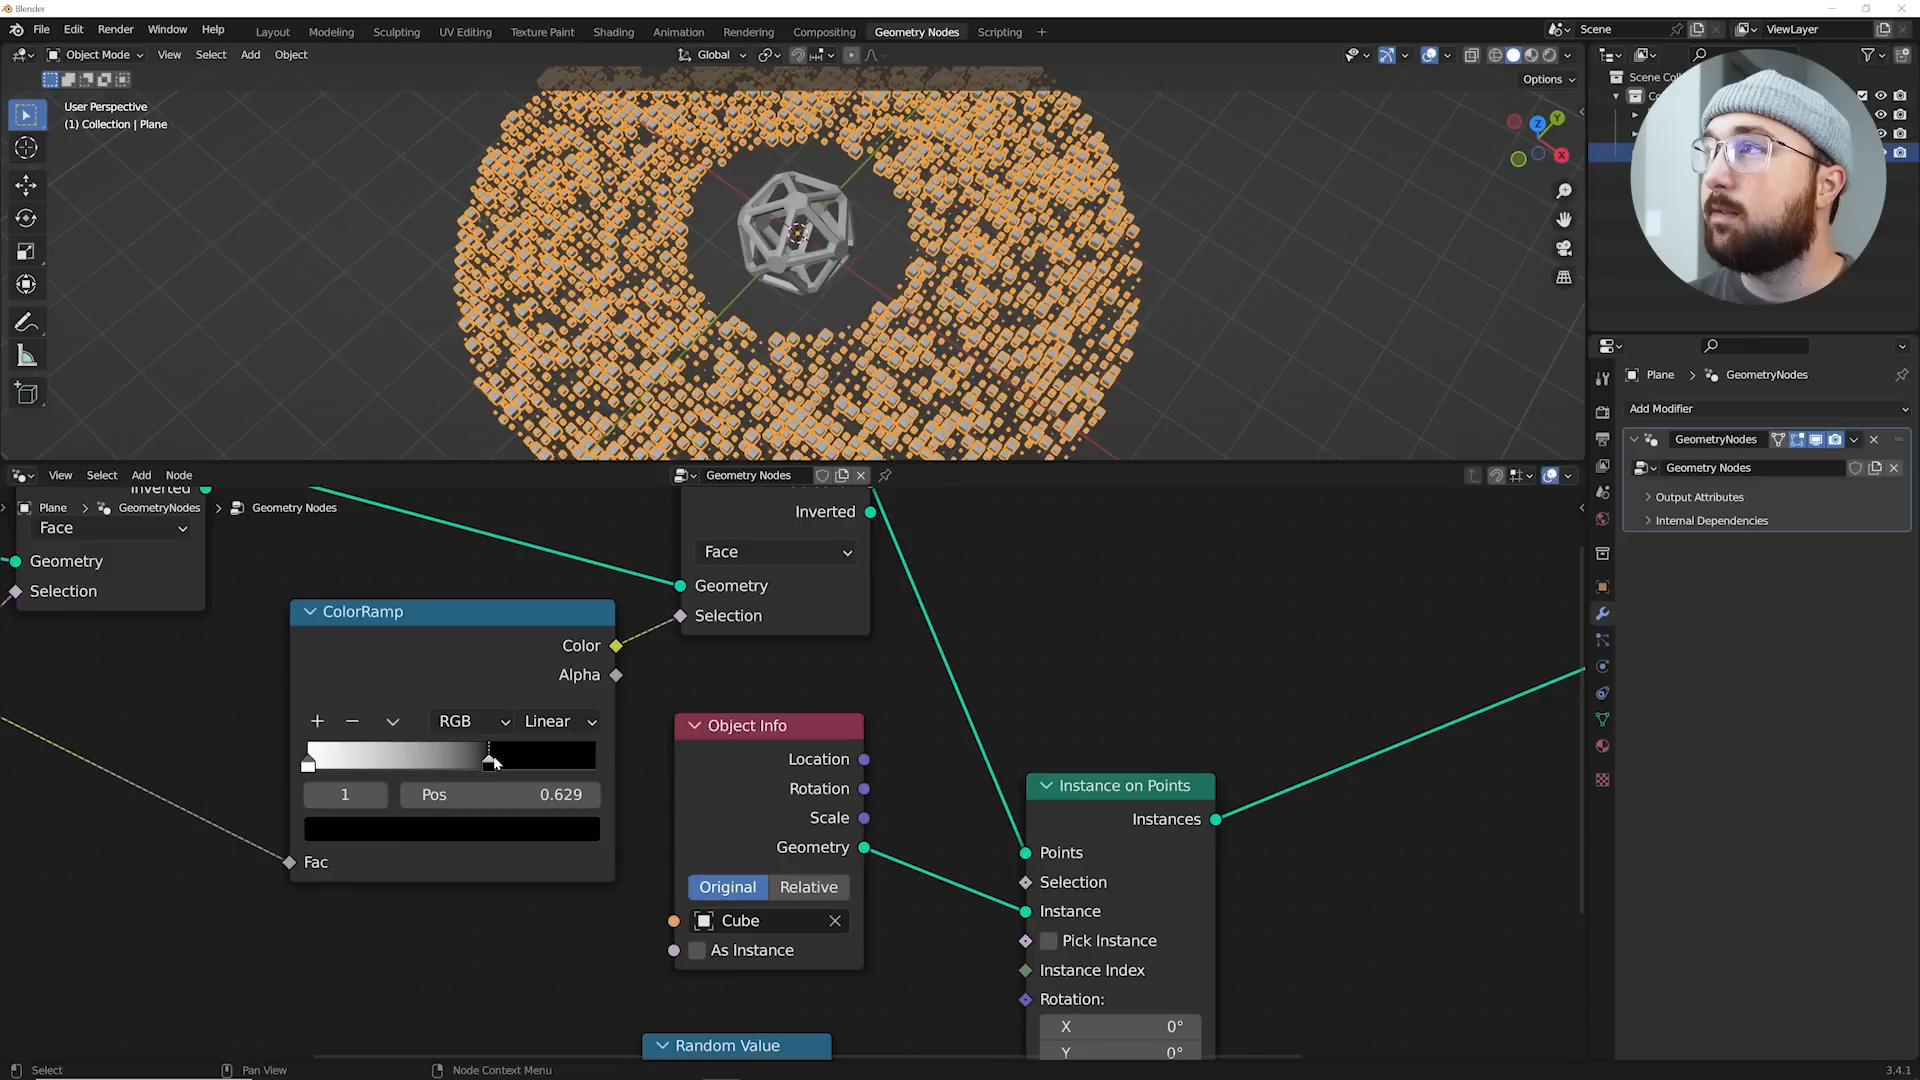 Blender
File Edit Render Window Help
Layout Modeling Sculpting UV Editing Texture Paint Shading Animation Rendering Compositing Geometry Nodes Scripting +
Scene
ViewLayer
Object Mode View Select Add Object
Global
Options
User Perspective
(1) Collection | Plane
Z
Y
X
Scene Col
Co
Plane > GeometryNodes
Add Modifier
GeometryNodes
Geometry Nodes
Output Attributes
Internal Dependencies
View Select Add Node
Geometry Nodes
Inverted
Plane > GeometryNodes > Geometry Nodes
Face
Geometry
Selection
Inverted
Face
Geometry
Selection
ColorRamp
Color
Alpha
RGB Linear
1 Pos 0.629
Fac
Object Info
Location
Rotation
Scale
Geometry
Original Relative
Cube
As Instance
Instance on Points
Instances
Points
Selection
Instance
Pick Instance
Instance Index
Rotation:
X 0°
Y 0°
Random Value
Select Pan View Node Context Menu
3.4.1